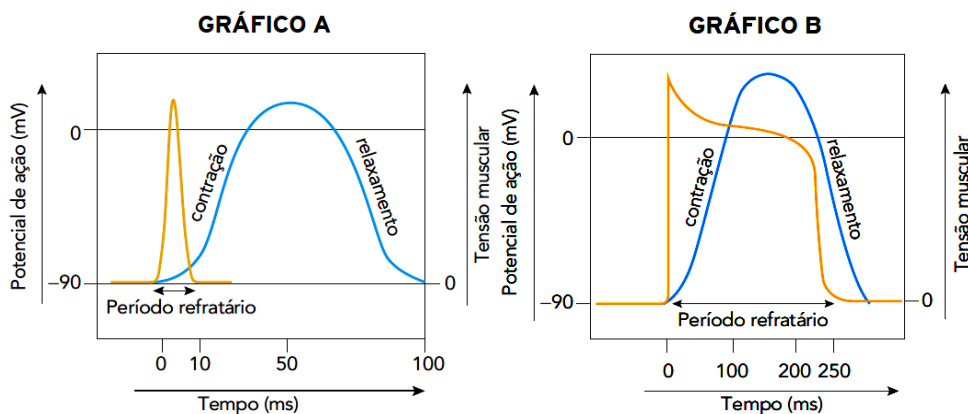 GRÁFICO A
Potencial de ação (mV)
0
–90
contração
relaxamento
Tensão muscular
0
Período refratário
0 10 50 100
Tempo (ms)
GRÁFICO B
Potencial de ação (mV)
0
–90
contração
relaxamento
Tensão muscular
0
Período refratário
0 100 200 250
Tempo (ms)